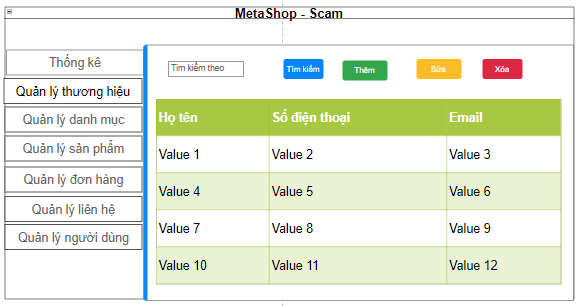 MetaShop - Scam
Thống kê
Quản lý thương hiệu
Quản lý danh mục
Quản lý sản phẩm
Quản lý đơn hàng
Quản lý liên hệ
Quản lý người dùng
Tìm kiếm theo
Tìm kiếm
Thêm
Sửa
Xóa
Họ tên Số điện thoại Email
Value 1 Value 2 Value 3
Value 4 Value 5 Value 6
Value 7 Value 8 Value 9
Value 10 Value 11 Value 12